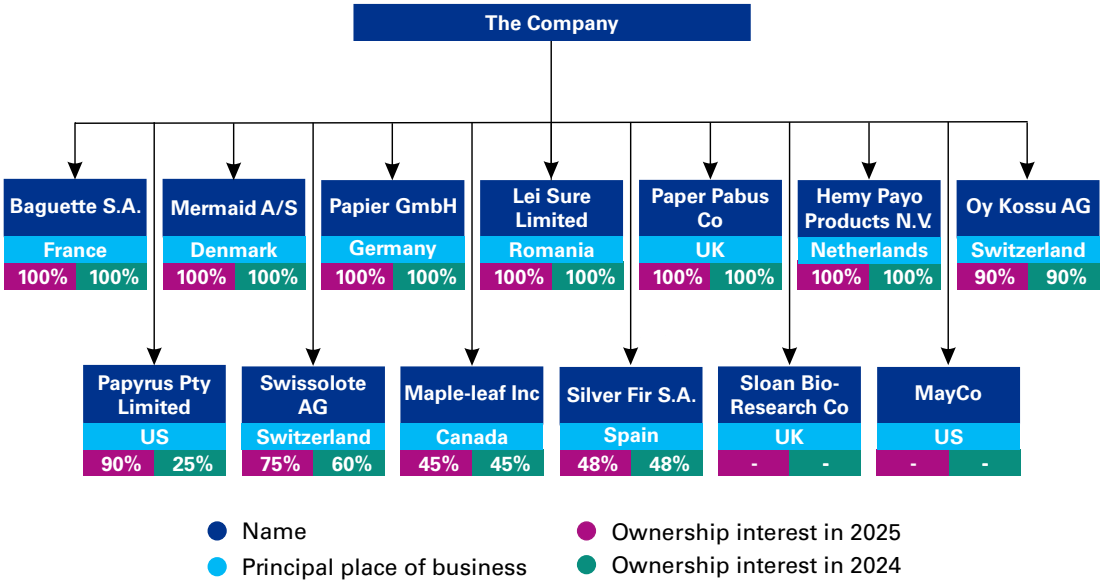 The Company
Baguette S.A.
France
100% 100%
Mermaid A/S
Denmark
100% 100%
Papier GmbH
Germany
100% 100%
Lei Sure
Limited
Romania
100% 100%
Paper Pabus
Co
UK
100% 100%
Hemy Payo
Products N.V.
Netherlands
100% 100%
Oy Kossu AG
Switzerland
90% 90%
Papyrus Pty
Limited
US
90% 25%
Swissolote
AG
Switzerland
75% 60%
Maple-leaf Inc
Canada
45% 45%
Silver Fir S.A.
Spain
48% 48%
Sloan Bio-
Research Co
UK
- -
MayCo
US
- -
Name
Principal place of business
Ownership interest in 2025
Ownership interest in 2024